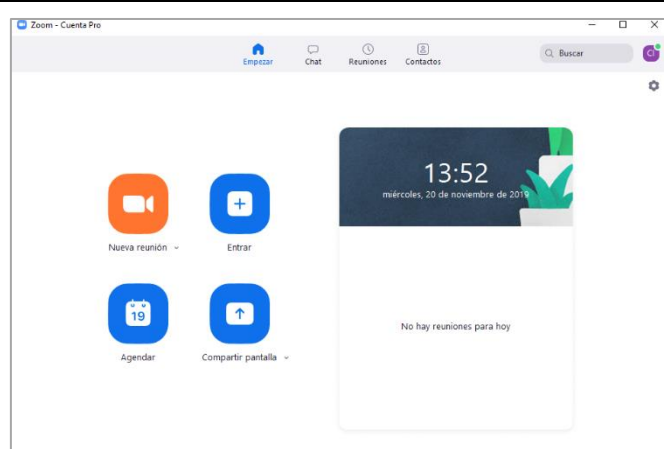 Zoom - Cuenta Pro
Empezar
Chat
Reuniones
Contactos
Buscar
CI
13:52
miércoles, 20 de noviembre de 2019
Nueva reunión
Entrar
19
Agendar
Compartir pantalla
No hay reuniones para hoy